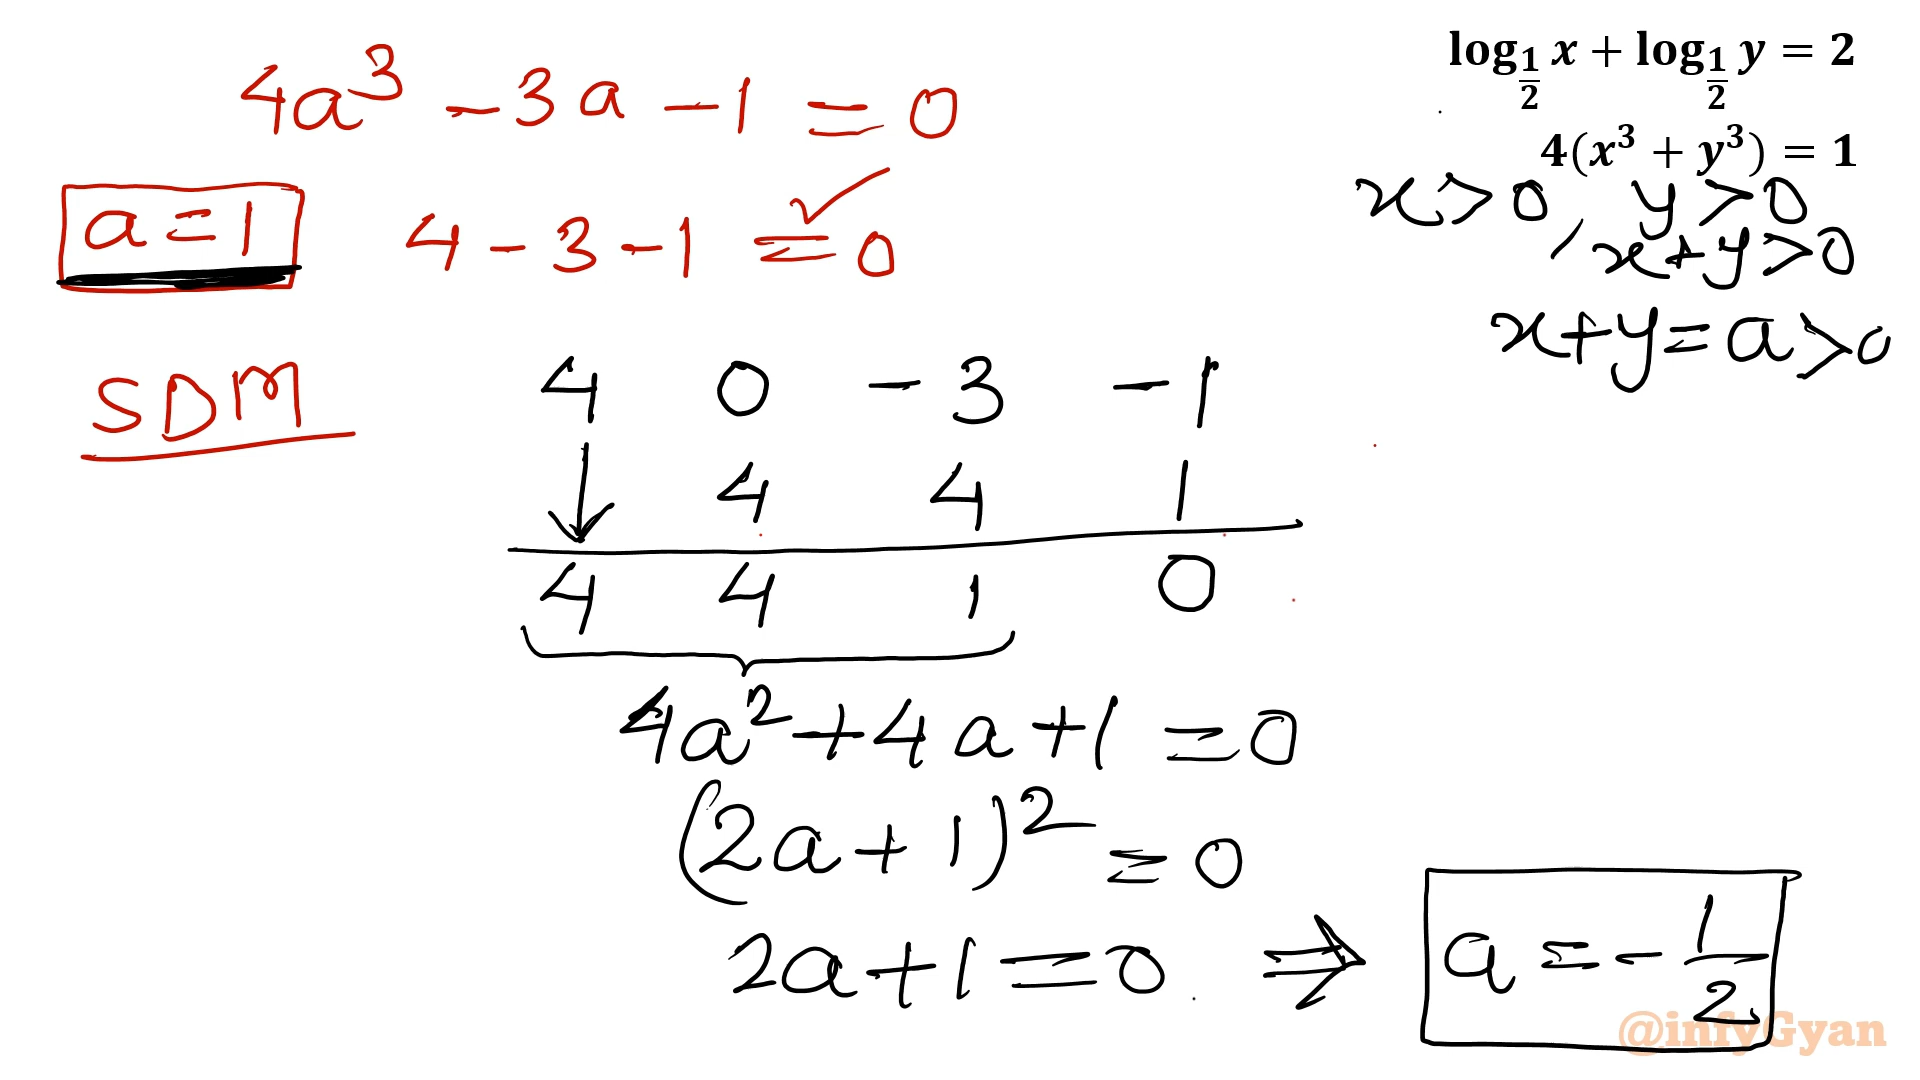 4a³ - 3a - 1 = 0
a = 1
4 - 3 - 1 = 0 ✓
SDM
4 0 -3 -1
4 4 1
4 4 1 0
4a² + 4a + 1 = 0
(2a + 1)² = 0
2a + 1 = 0 ⇒ a = -1/2
log_{1/2} x + log_{1/2} y = 2
4(x³ + y³) = 1
x > 0, y > 0
, x + y > 0
x + y = a > 0
@infyGyan